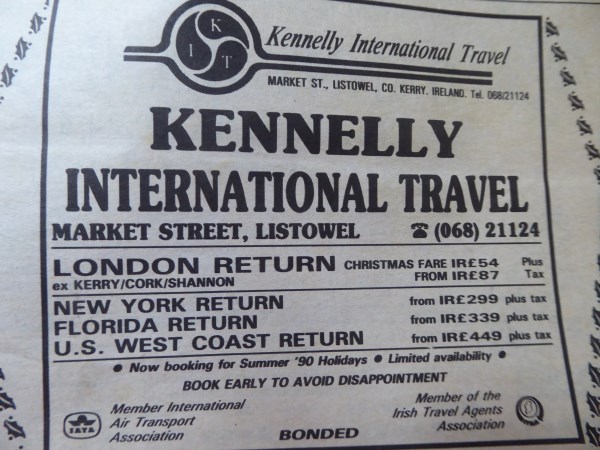 K
I T
Kennelly International Travel
MARKET ST., LISTOWEL, CO. KERRY. IRELAND. Tel. 068/21124
KENNELLY
INTERNATIONAL TRAVEL
MARKET STREET, LISTOWEL ☎ (068) 21124
LONDON RETURN CHRISTMAS FARE IR£54 Plus
ex KERRY/CORK/SHANNON FROM IR£87 Tax
NEW YORK RETURN from IR£299 plus tax
FLORIDA RETURN from IR£339 plus tax
U.S. WEST COAST RETURN from IR£449 plus tax
● Now booking for Summer '90 Holidays ● Limited availability ●
BOOK EARLY TO AVOID DISAPPOINTMENT
IATA
Member International
Air Transport
Association
BONDED
Member of the
Irish Travel Agents
Association